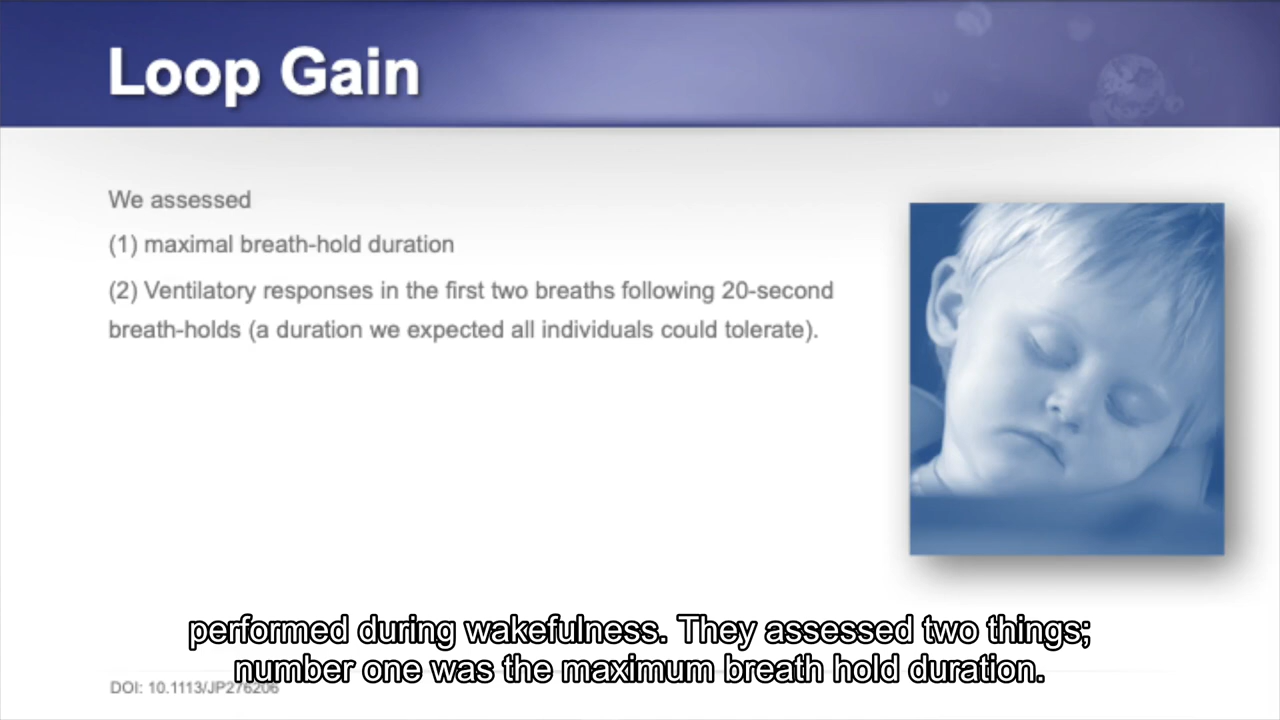 Loop Gain
We assessed
(1) maximal breath-hold duration
(2) Ventilatory responses in the first two breaths following 20-second
breath-holds (a duration we expected all individuals could tolerate).
performed during wakefulness. They assessed two things;
number one was the maximum breath hold duration.
DOI: 10.1113/JP276206